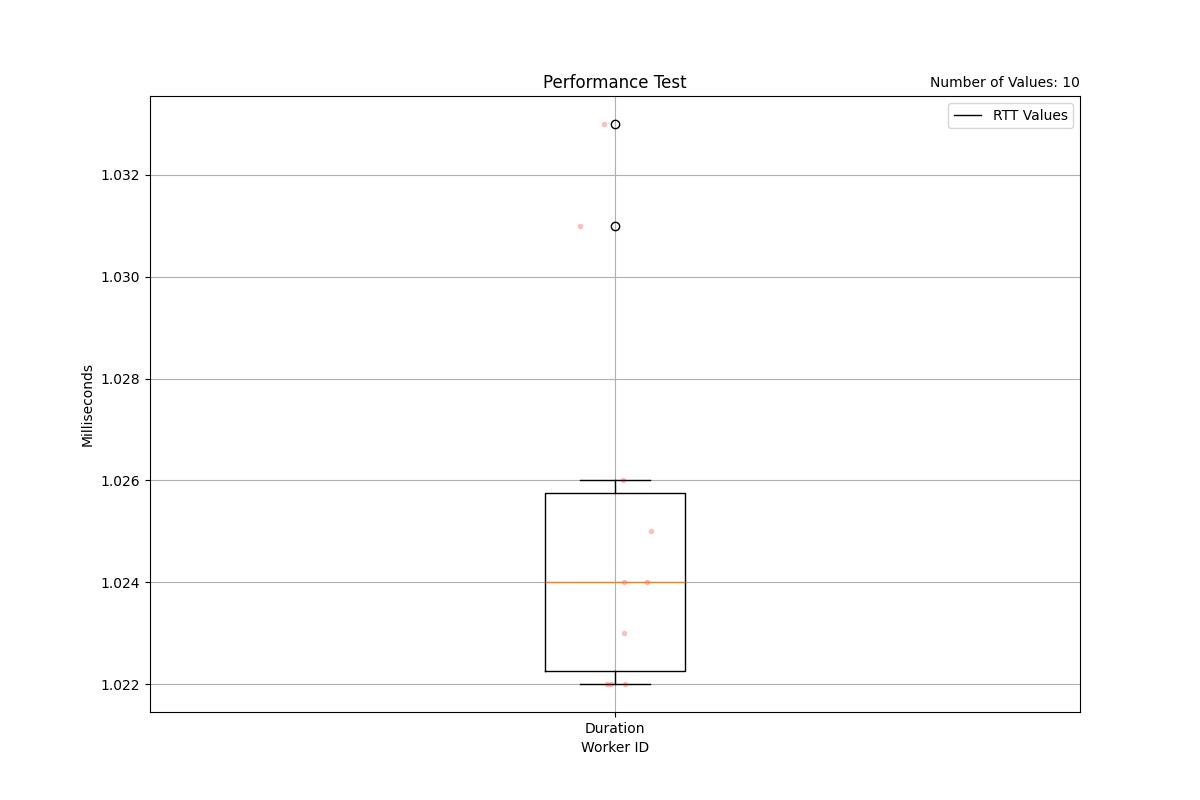 Performance Test
Number of Values: 10
RTT Values
1.032
1.030
1.028
1.026
1.024
1.022
Milliseconds
Duration
Worker ID